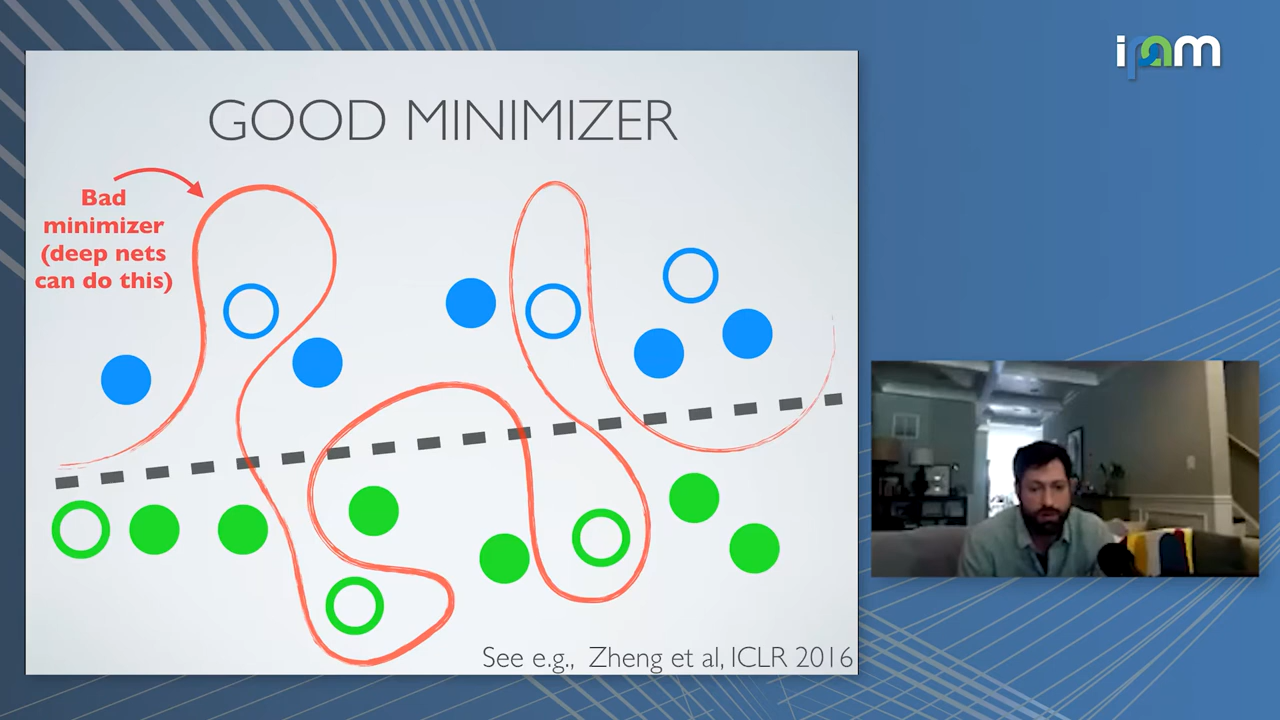 ipam
GOOD MINIMIZER
Bad
minimizer
(deep nets
can do this)
See e.g., Zheng et al, ICLR 2016